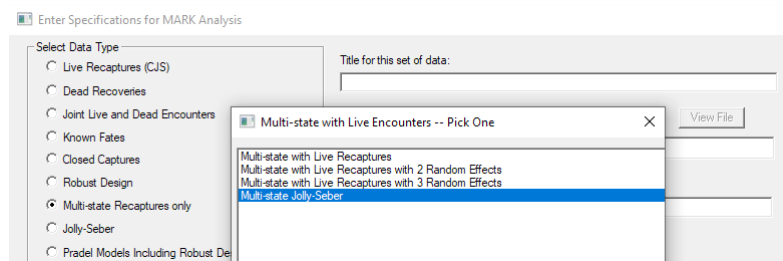 Enter Specifications for MARK Analysis
Select Data Type
Live Recaptures (CJS)
Dead Recoveries
Joint Live and Dead Encounters
Known Fates
Closed Captures
Robust Design
Multi-state Recaptures only
Jolly-Seber
Pradel Models Including Robust De
Title for this set of data:
View File
Multi-state with Live Encounters -- Pick One
Multi-state with Live Recaptures
Multi-state with Live Recaptures with 2 Random Effects
Multi-state with Live Recaptures with 3 Random Effects
Multi-state Jolly-Seber